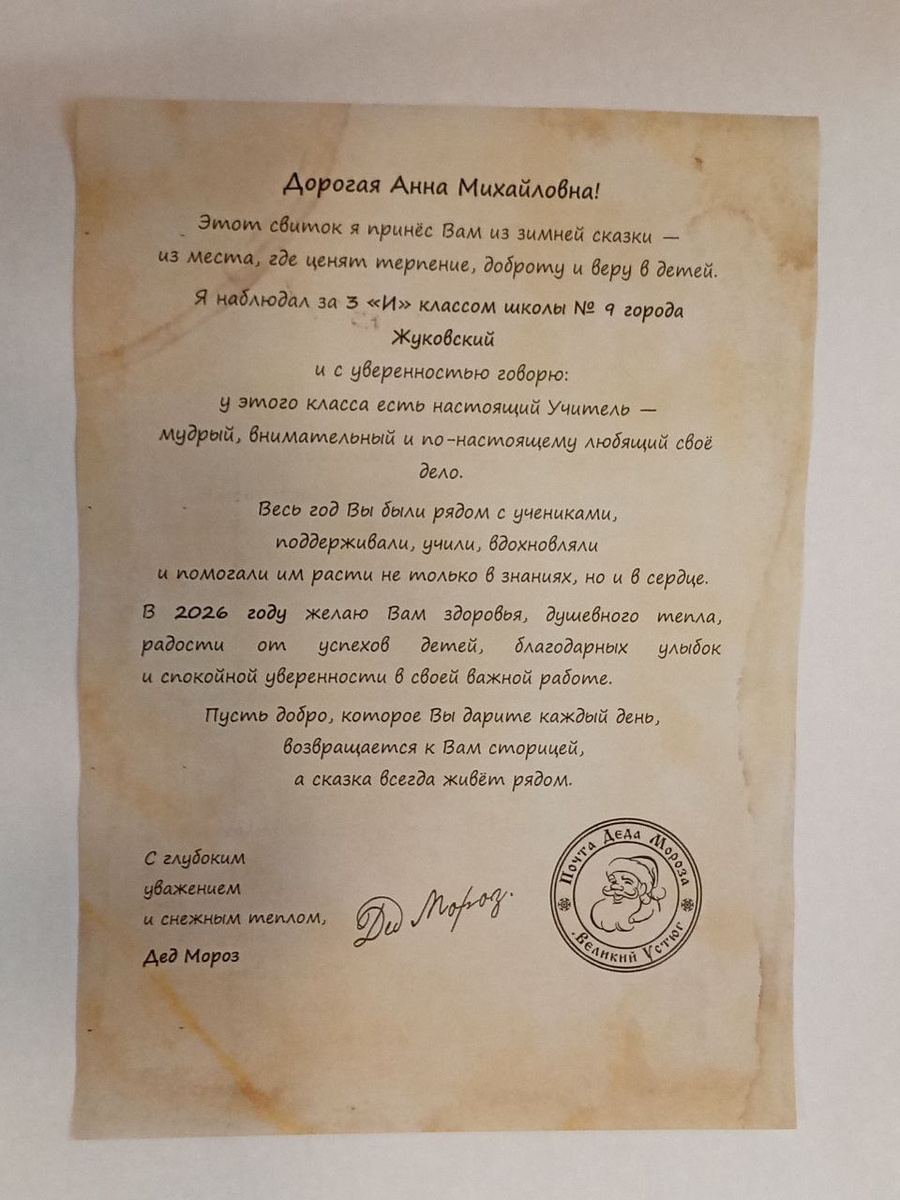 Дорогая Анна Михайловна!
Этот свиток я принёс Вам из зимней сказки —
из места, где ценят терпение, доброту и веру в детей.
Я наблюдал за 3 «И» классом школы № 9 города
Жуковский
и с уверенностью говорю:
у этого класса есть настоящий Учитель —
мудрый, внимательный и по-настоящему любящий своё
дело.
Весь год Вы были рядом с учениками,
поддерживали, учили, вдохновляли
и помогали им расти не только в знаниях, но и в сердце.
В 2026 году желаю Вам здоровья, душевного тепла,
радости от успехов детей, благодарных улыбок
и спокойной уверенности в своей важной работе.
Пусть добро, которое Вы дарите каждый день,
возвращается к Вам сторицей,
а сказка всегда живёт рядом.
С глубоким
уважением
и снежным теплом,
Дед Мороз
Дед Мороз.
Почта Деда Мороза
Великий Устюг